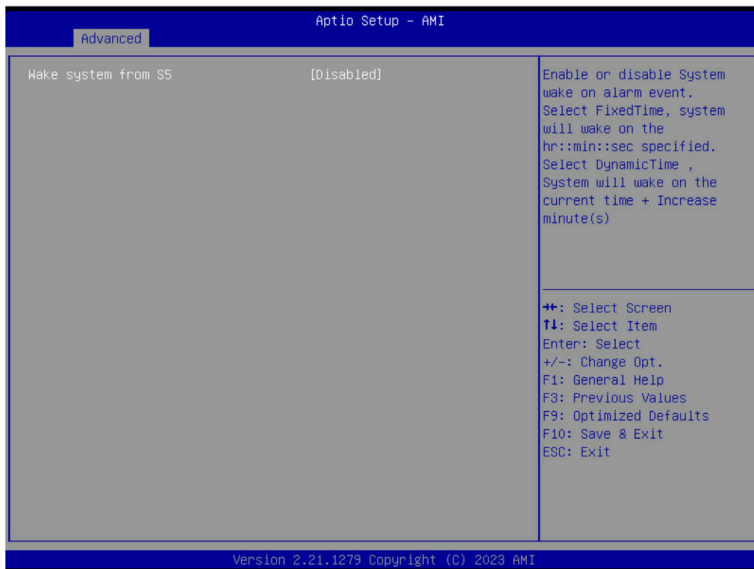 Aptio Setup – AMI
Advanced
Wake system from S5 [Disabled]
Enable or disable System
wake on alarm event.
Select FixedTime, system
will wake on the
hr::min::sec specified.
Select DynamicTime ,
System will wake on the
current time + Increase
minute(s)
→←: Select Screen
↑↓: Select Item
Enter: Select
+/-: Change Opt.
F1: General Help
F3: Previous Values
F9: Optimized Defaults
F10: Save & Exit
ESC: Exit
Version 2.21.1279 Copyright (C) 2023 AMI